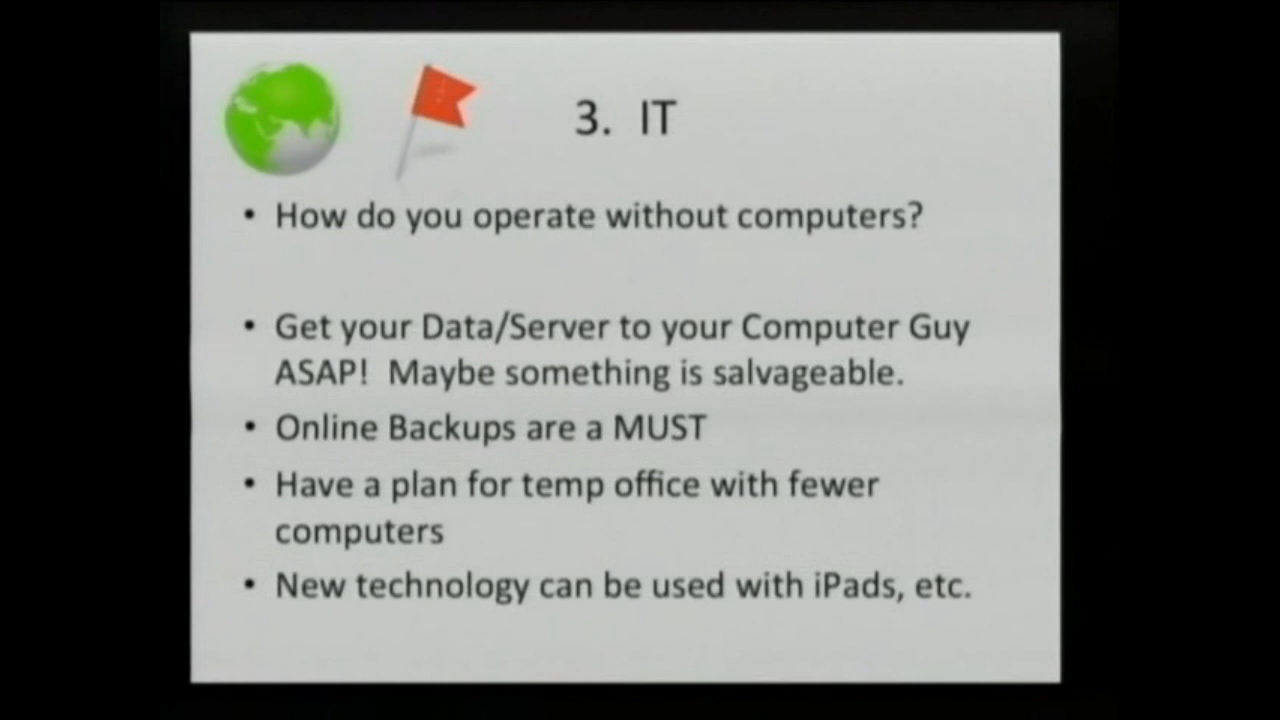 3. IT
• How do you operate without computers?
• Get your Data/Server to your Computer Guy
ASAP! Maybe something is salvageable.
• Online Backups are a MUST
• Have a plan for temp office with fewer
computers
• New technology can be used with iPads, etc.